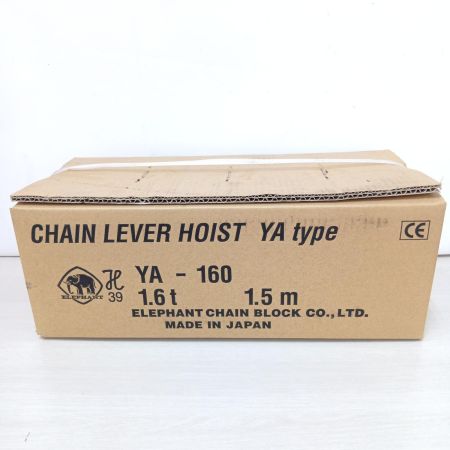 CHAIN LEVER HOIST YA type
CE
YA - 160
39
1.6 t 1.5 m
ELEPHANT
ELEPHANT CHAIN BLOCK CO., LTD.
MADE IN JAPAN